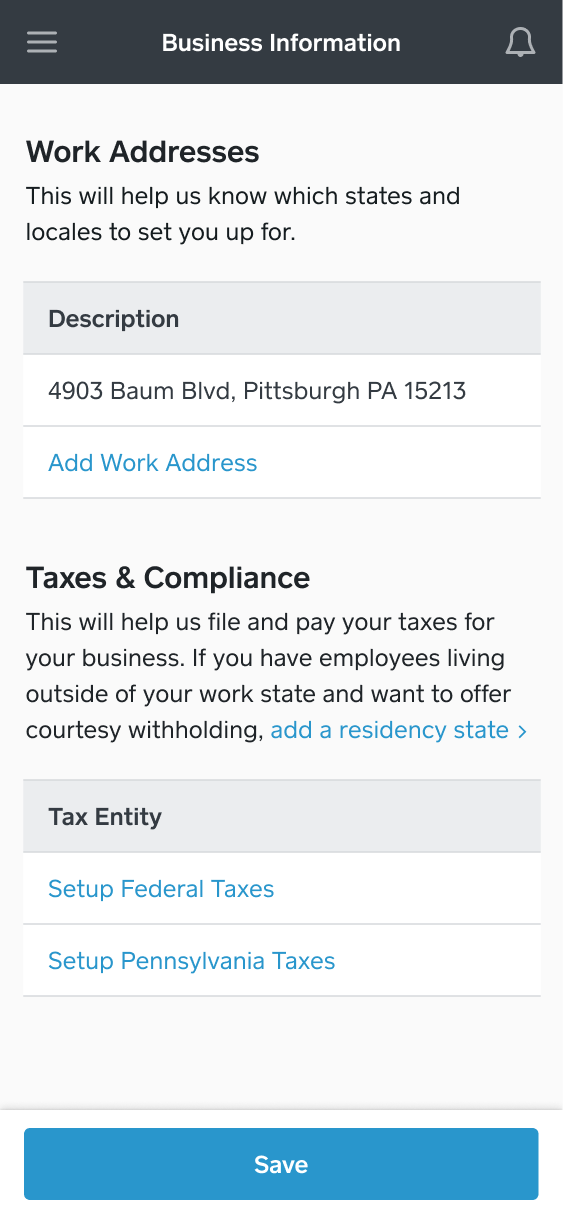 Business Information
Work Addresses
This will help us know which states and
locales to set you up for.
Description
4903 Baum Blvd, Pittsburgh PA 15213
Add Work Address
Taxes & Compliance
This will help us file and pay your taxes for
your business. If you have employees living
outside of your work state and want to offer
courtesy withholding, add a residency state >
Tax Entity
Setup Federal Taxes
Setup Pennsylvania Taxes
Save